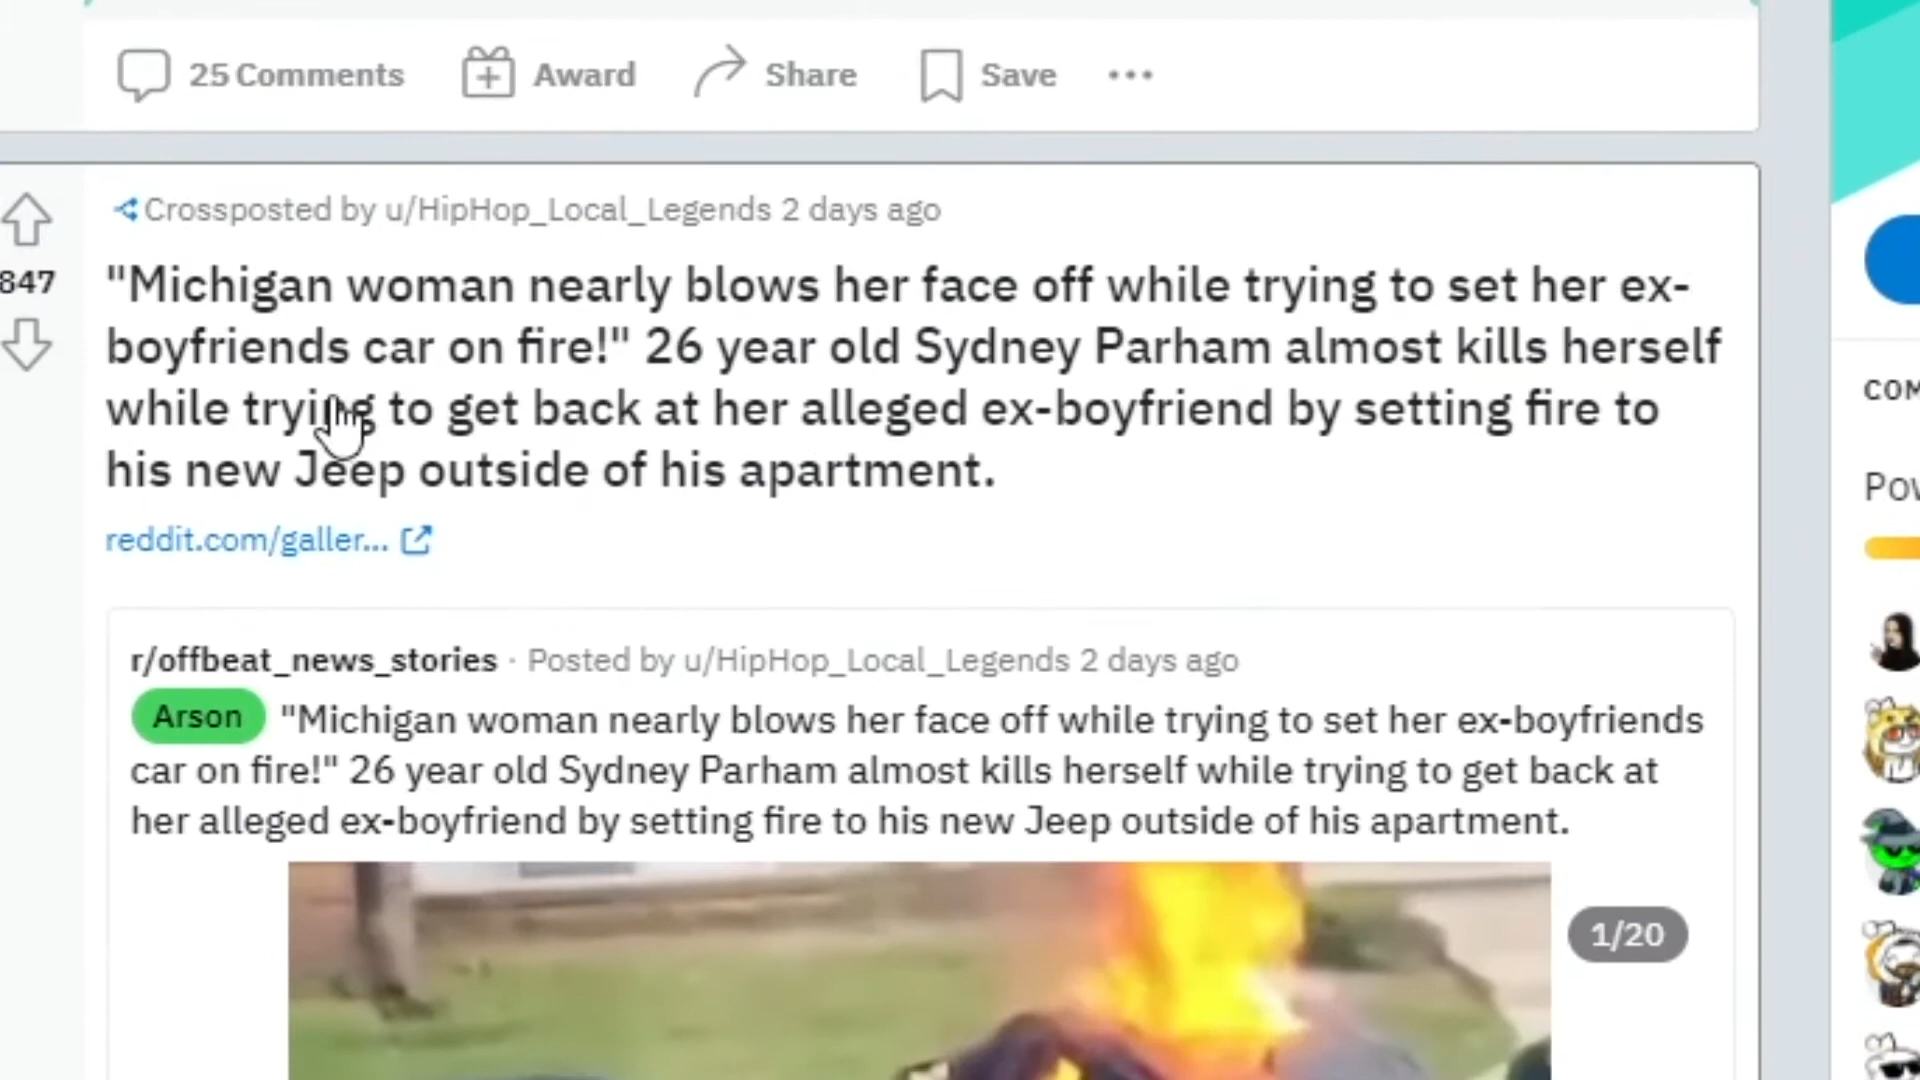 25 Comments Award Share Save
Crossposted by u/HipHop_Local_Legends 2 days ago
847
"Michigan woman nearly blows her face off while trying to set her ex-
boyfriends car on fire!" 26 year old Sydney Parham almost kills herself
while trying to get back at her alleged ex-boyfriend by setting fire to
his new Jeep outside of his apartment.
reddit.com/galler...
r/offbeat_news_stories · Posted by u/HipHop_Local_Legends 2 days ago
Arson "Michigan woman nearly blows her face off while trying to set her ex-boyfriends
car on fire!" 26 year old Sydney Parham almost kills herself while trying to get back at
her alleged ex-boyfriend by setting fire to his new Jeep outside of his apartment.
1/20